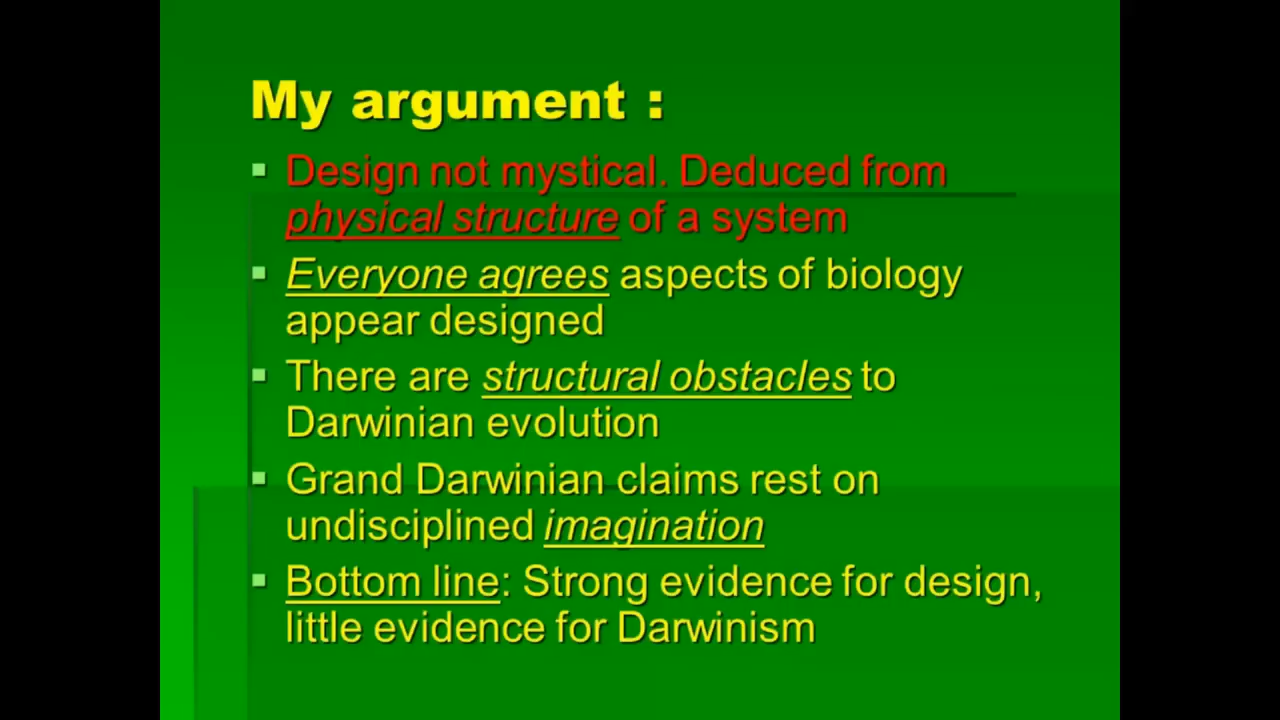 My argument :
Design not mystical. Deduced from
physical structure of a system
Everyone agrees aspects of biology
appear designed
There are structural obstacles to
Darwinian evolution
Grand Darwinian claims rest on
undisciplined imagination
Bottom line: Strong evidence for design,
little evidence for Darwinism